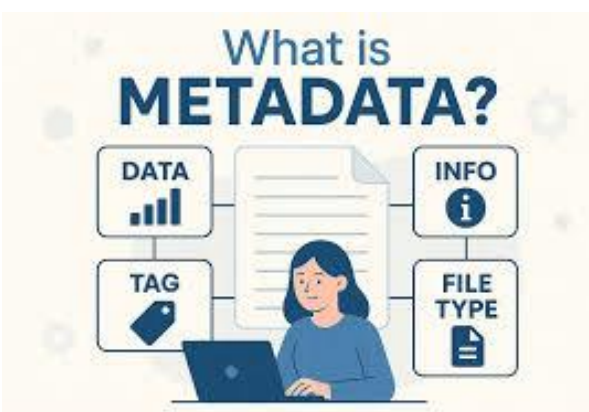 What is
METADATA?
DATA
INFO
i
TAG
FILE
TYPE